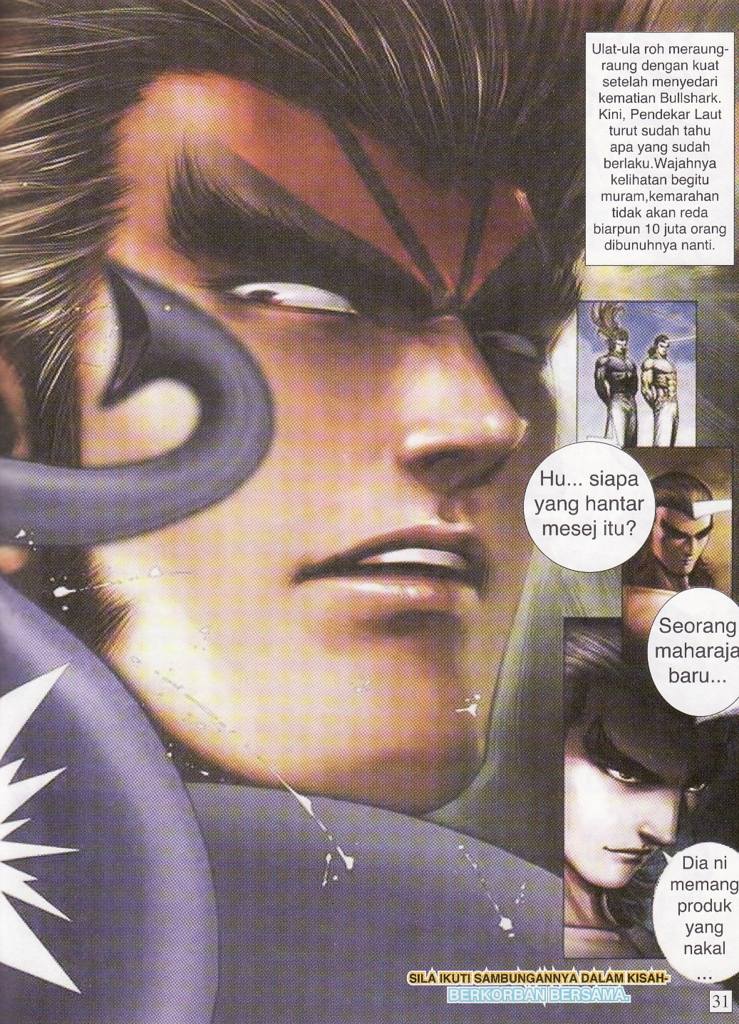 Ulat-ula roh meraung-
raung dengan kuat
setelah menyedari
kematian Bullshark.
Kini, Pendekar Laut
turut sudah tahu
apa yang sudah
berlaku.Wajahnya
kelihatan begitu
muram,kemarahan
tidak akan reda
biarpun 10 juta orang
dibunuhnya nanti.
Hu... siapa
yang hantar
mesej itu?
Seorang
maharaja
baru...
Dia ni
memang
produk
yang
nakal
...
SILA IKUTI SAMBUNGANNYA DALAM KISAH-
BERKORBAN BERSAMA.
31